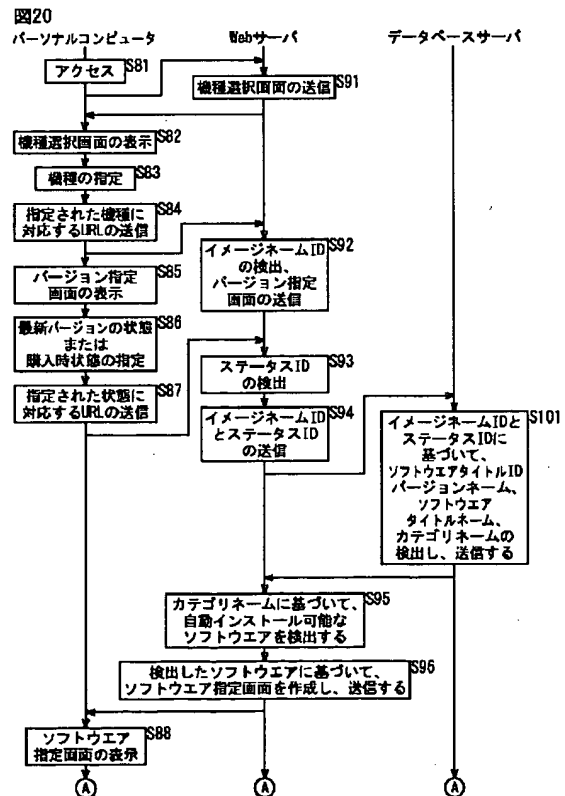 図20
パーソナルコンピュータ
Webサーバ
データベースサーバ
アクセス
S81
機種選択画面の送信
S91
機種選択画面の表示
S82
機種の指定
S83
指定された機種に
対応するURLの送信
S84
イメージネームID
の検出、
バージョン指定
画面の送信
S92
バージョン指定
画面の表示
S85
最新バージョンの状態
または
購入時状態の指定
S86
ステータスID
の検出
S93
指定された状態に
対応するURLの送信
S87
イメージネームID
とステータスID
の送信
S94
イメージネームIDと
ステータスIDに
基づいて、
ソフトウエアタイトルID
バージョンネーム、
ソフトウエア
タイトルネーム、
カテゴリネームの
検出し、送信する
S101
カテゴリネームに基づいて、
自動インストール可能な
ソフトウエアを検出する
S95
検出したソフトウエアに基づいて、
ソフトウエア指定画面を作成し、送信する
S96
ソフトウエア
指定画面の表示
S88
A
A
A